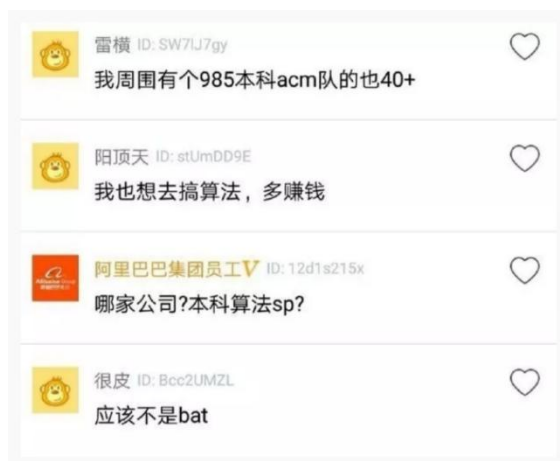 雷横 ID: SW7IJ7gy
我周围有个985本科acm队的也40+
阳顶天 ID: stUmDD9E
我也想去搞算法，多赚钱
阿里巴巴集团员工V ID: 12d1s215x
哪家公司?本科算法sp?
很皮 ID: Bcc2UMZL
应该不是bat